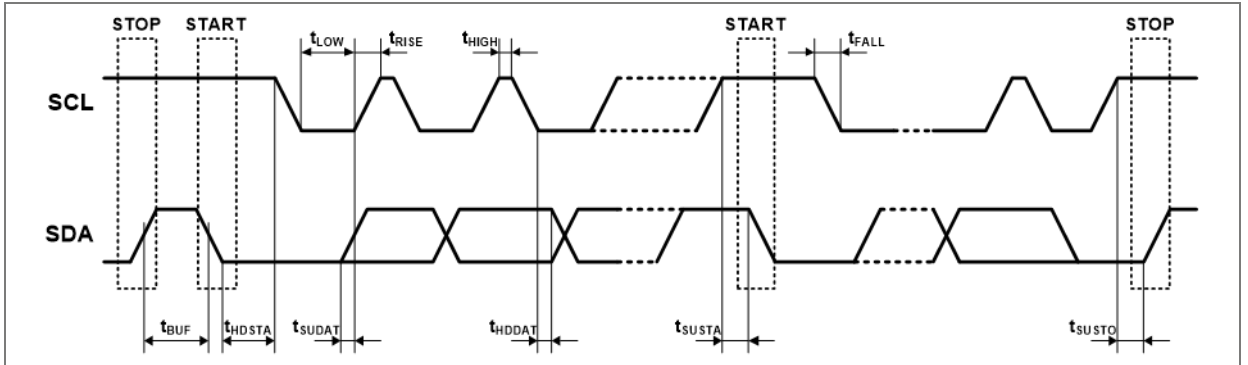 STOP START START STOP
tLOW tRISE tHIGH tFALL
SCL
SDA
tBUF tHDSTA tSUDAT tHDDAT tSUSTA tSUSTO